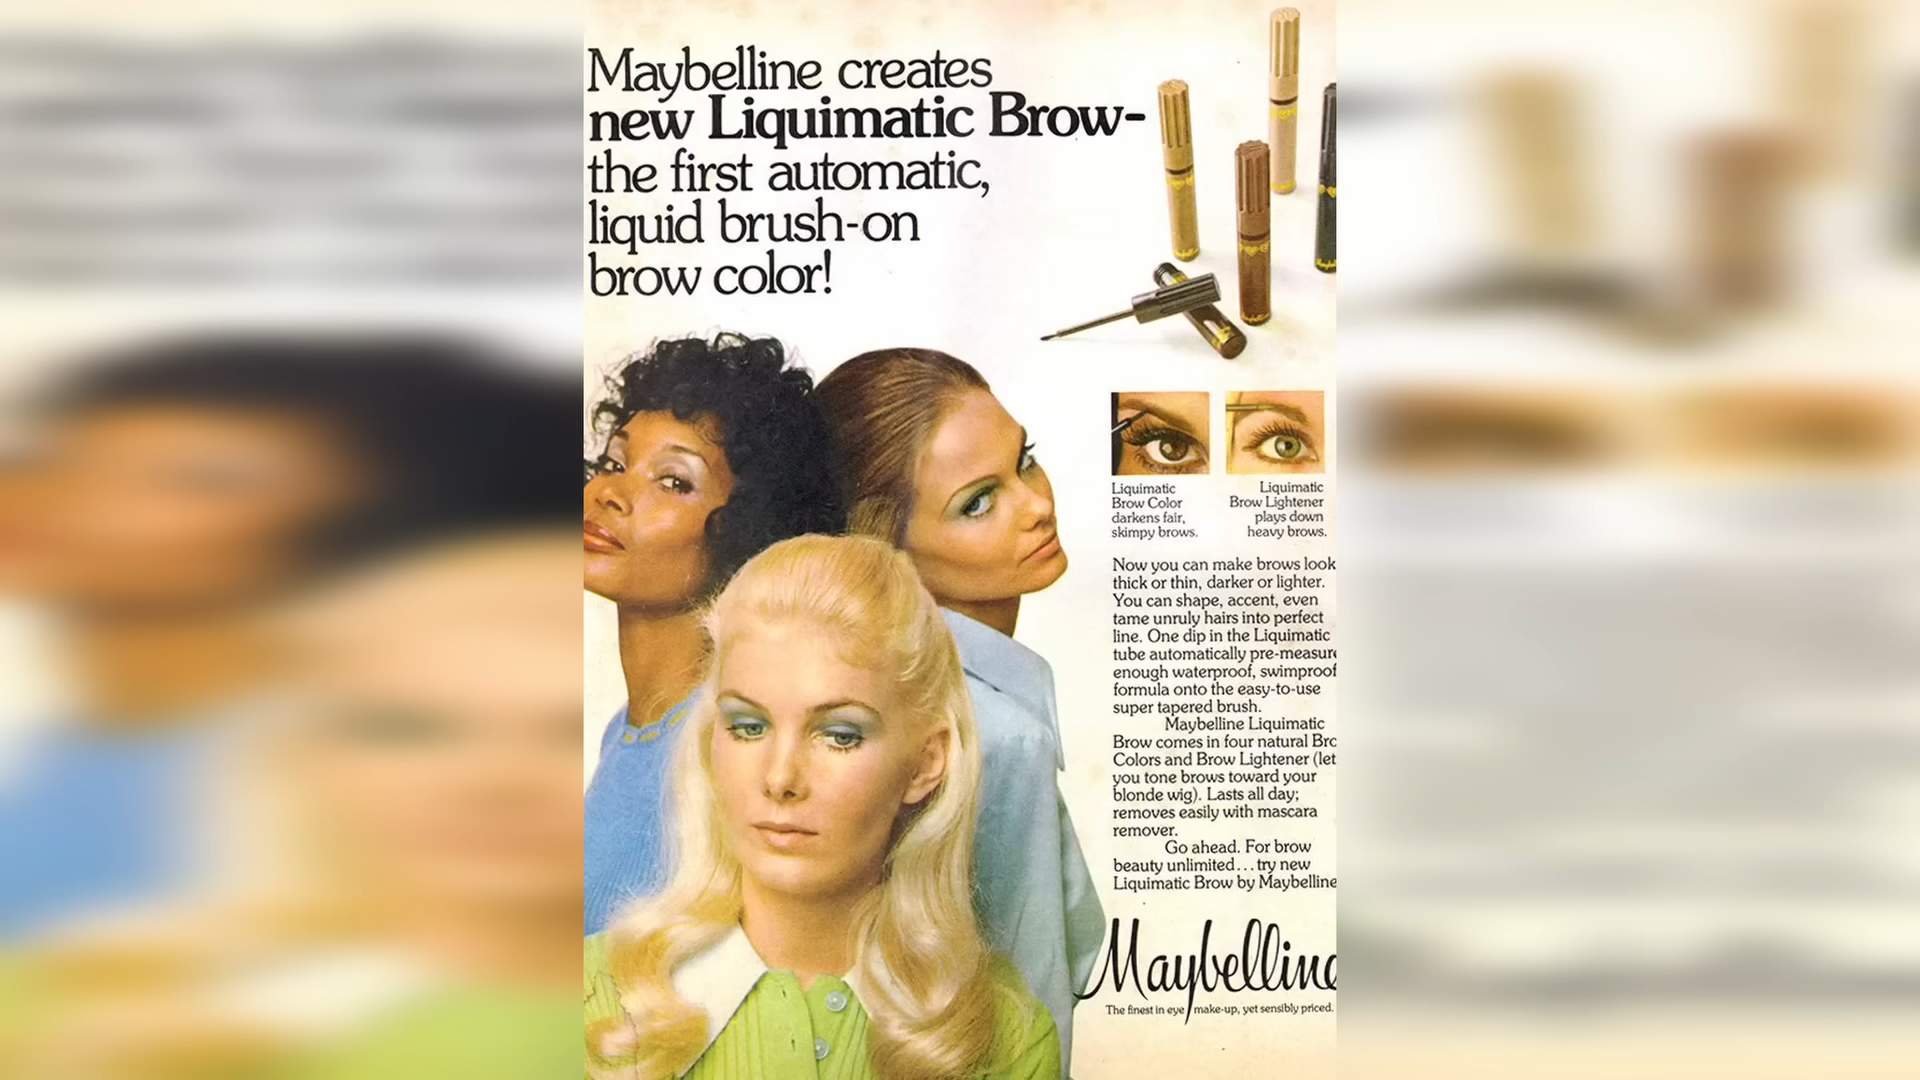 Maybelline creates
new Liquimatic Brow-
the first automatic,
liquid brush-on
brow color!
Liquimatic
Brow Color
darkens fair,
skimpy brows.
Liquimatic
Brow Lightener
plays down
heavy brows.
Now you can make brows look
thick or thin, darker or lighter.
You can shape, accent, even
tame unruly hairs into perfect
line. One dip in the Liquimatic
tube automatically pre-measure
enough waterproof, swimproof
formula onto the easy-to-use
super tapered brush.
Maybelline Liquimatic
Brow comes in four natural Bro
Colors and Brow Lightener (let
you tone brows toward your
blonde wig). Lasts all day;
removes easily with mascara
remover.
Go ahead. For brow
beauty unlimited...try new
Liquimatic Brow by Maybelline
Maybelline
The finest in eye make-up, yet sensibly priced.